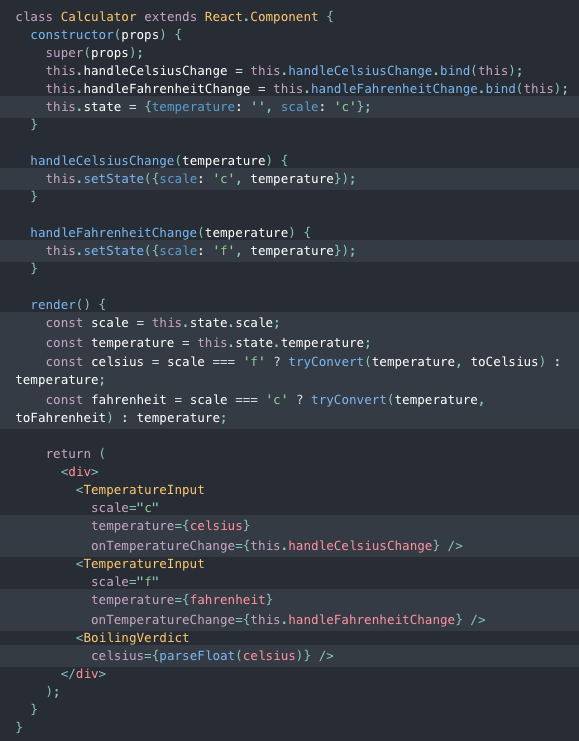 class Calculator extends React.Component {
  constructor(props) {
    super(props);
    this.handleCelsiusChange = this.handleCelsiusChange.bind(this);
    this.handleFahrenheitChange = this.handleFahrenheitChange.bind(this);
    this.state = {temperature: '', scale: 'c'};
  }

  handleCelsiusChange(temperature) {
    this.setState({scale: 'c', temperature});
  }

  handleFahrenheitChange(temperature) {
    this.setState({scale: 'f', temperature});
  }

  render() {
    const scale = this.state.scale;
    const temperature = this.state.temperature;
    const celsius = scale === 'f' ? tryConvert(temperature, toCelsius) :
temperature;
    const fahrenheit = scale === 'c' ? tryConvert(temperature,
toFahrenheit) : temperature;

    return (
      <div>
        <TemperatureInput
          scale="c"
          temperature={celsius}
          onTemperatureChange={this.handleCelsiusChange} />
        <TemperatureInput
          scale="f"
          temperature={fahrenheit}
          onTemperatureChange={this.handleFahrenheitChange} />
        <BoilingVerdict
          celsius={parseFloat(celsius)} />
      </div>
    );
  }
}